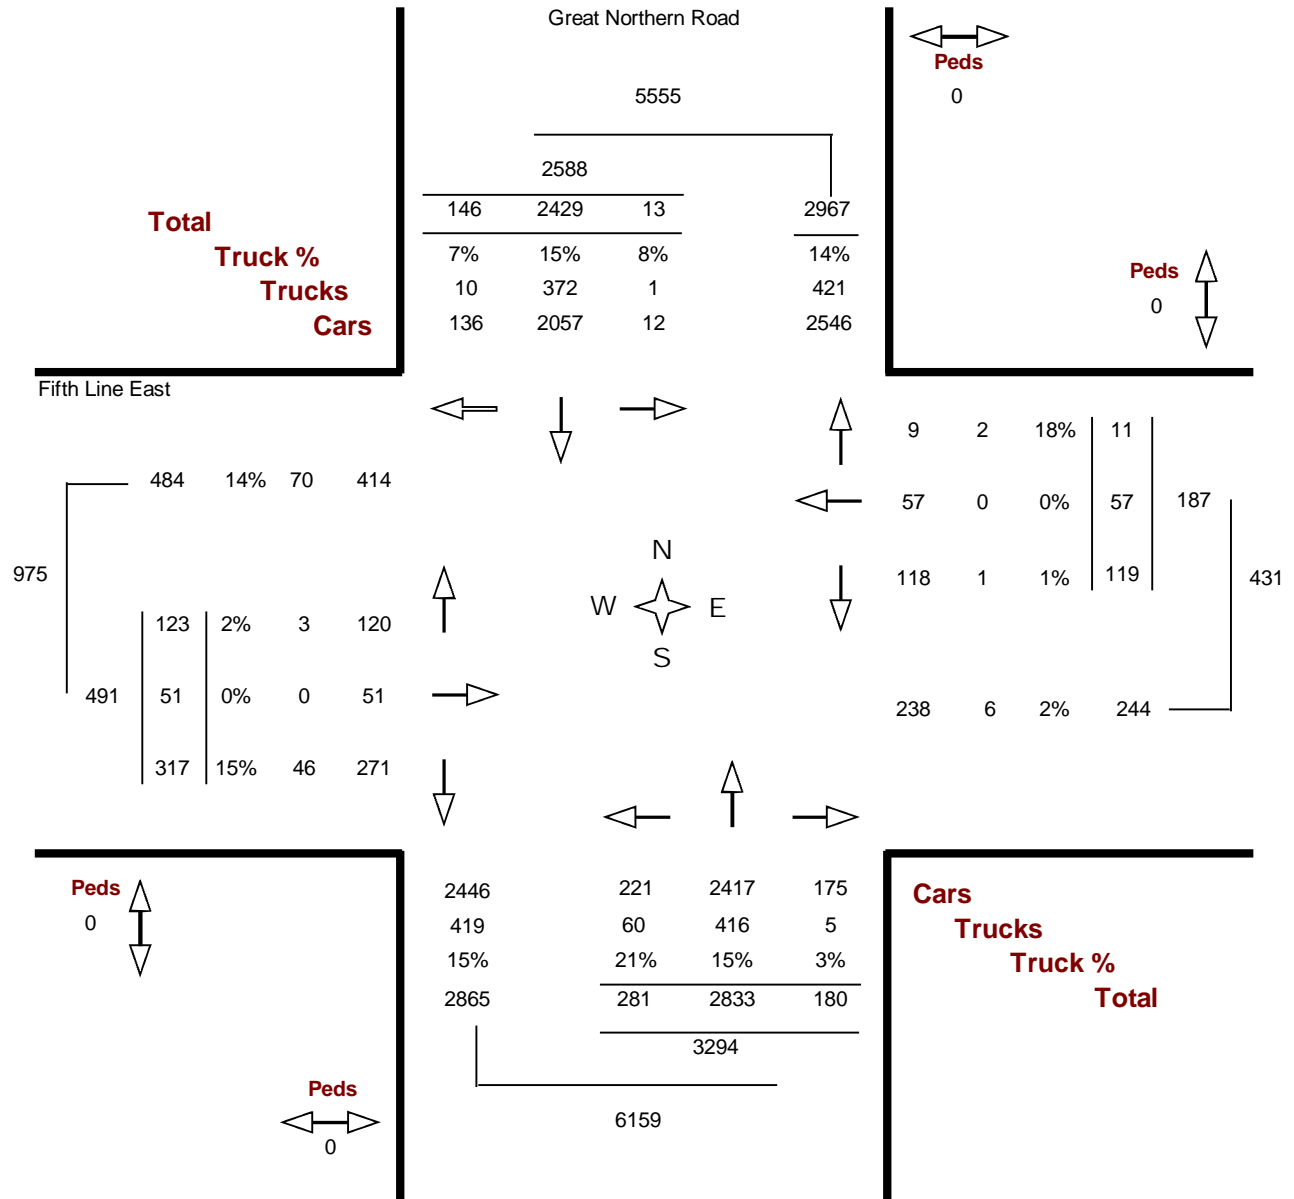 Great Northern Road
Peds
0
5555
2588
146 2429 13 2967
Total
7% 15% 8% 14%
Truck %
10 372 1 421
Trucks
136 2057 12 2546
Cars
Peds
0
Fifth Line East
9 2 18% 11
484 14% 70 414
57 0 0% 57 187
N
975
118 1 1% 119 431
W E
123 2% 3 120
S
491 51 0% 0 51
238 6 2% 244
317 15% 46 271
Peds
0
2446 221 2417 175
Cars
419 60 416 5
Trucks
15% 21% 15% 3%
Truck %
2865 281 2833 180
Total
3294
Peds
0
6159